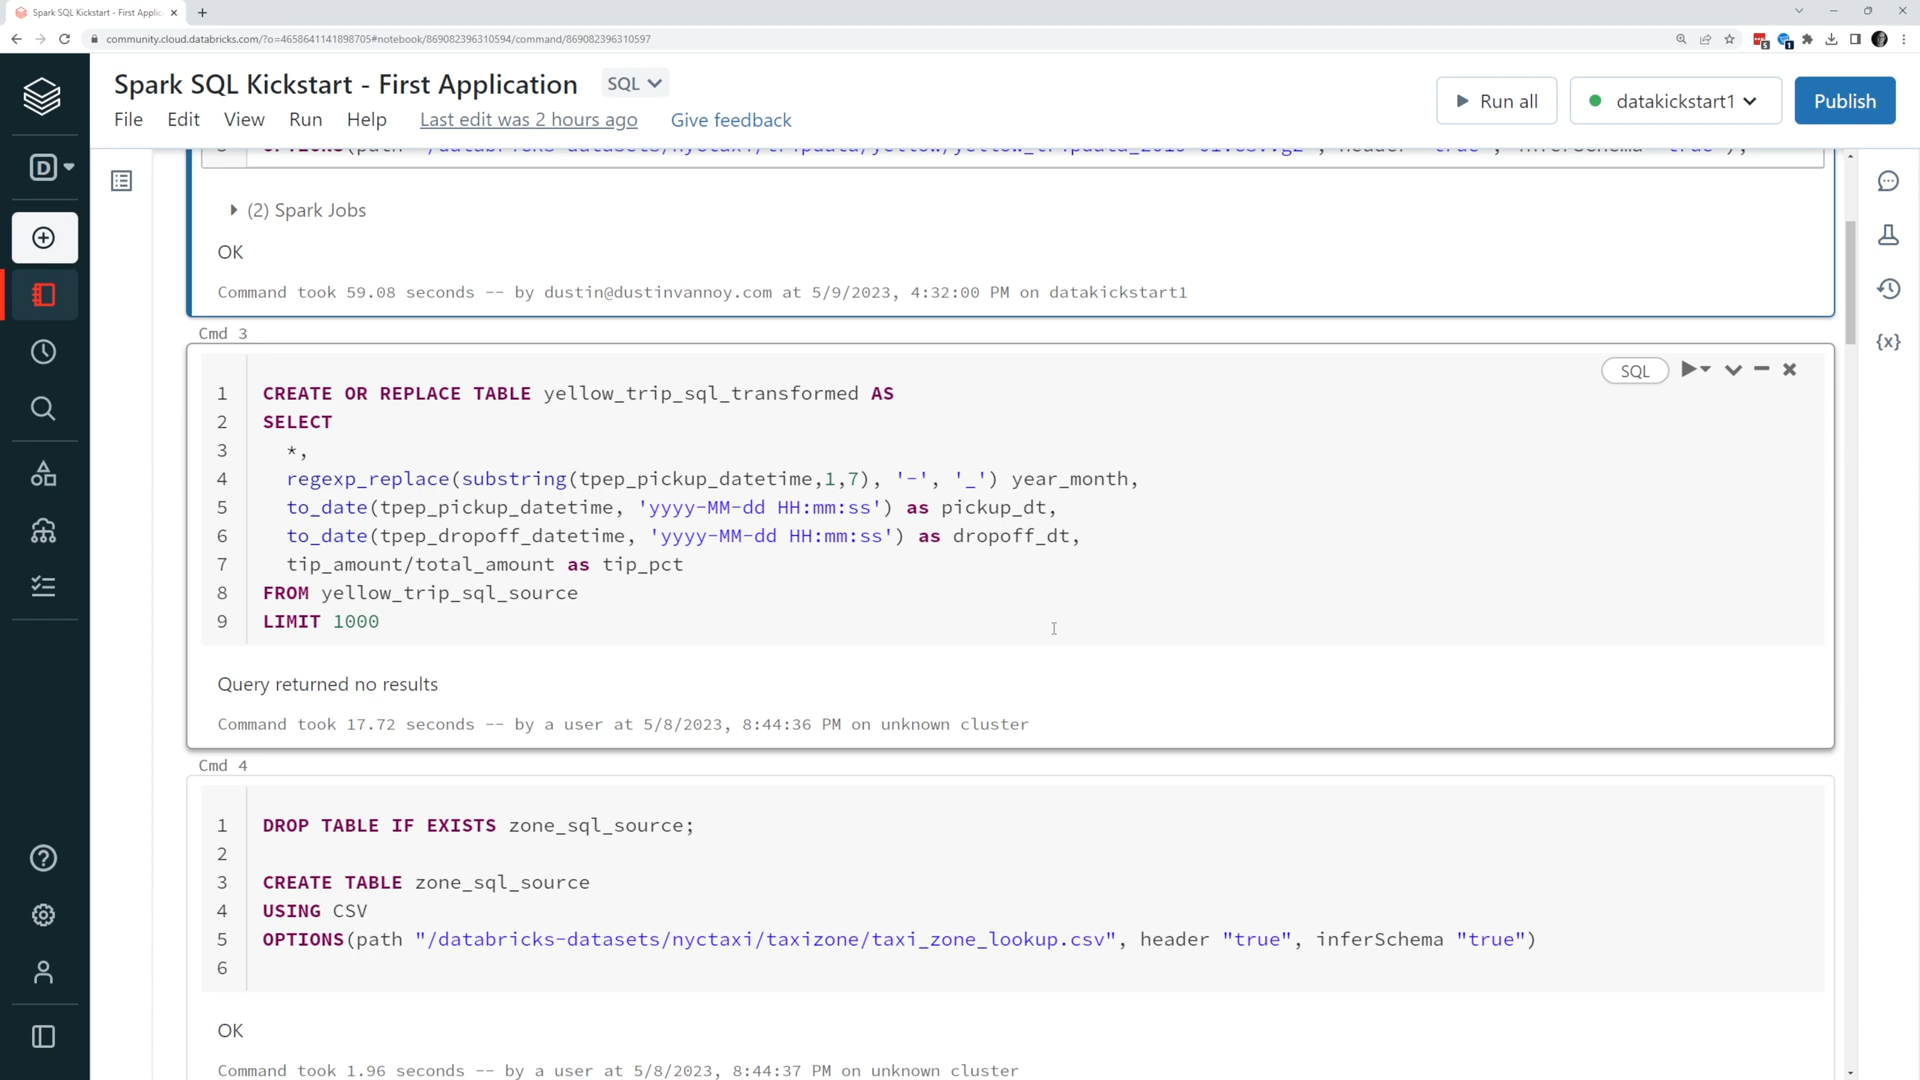 Spark SQL Kickstart - First Applic
community.cloud.databricks.com/?o=4658641141898705#notebook/869082396310594/command/869082396310597
5
1
Spark SQL Kickstart - First Application
SQL
Run all
datakickstart1
Publish
File Edit View Run Help Last edit was 2 hours ago Give feedback
D
(2) Spark Jobs
OK
Command took 59.08 seconds -- by dustin@dustinvannoy.com at 5/9/2023, 4:32:00 PM on datakickstart1
Cmd 3
SQL
1 CREATE OR REPLACE TABLE yellow_trip_sql_transformed AS
2 SELECT
3 *,
4 regexp_replace(substring(tpep_pickup_datetime,1,7), '-', '_') year_month,
5 to_date(tpep_pickup_datetime, 'yyyy-MM-dd HH:mm:ss') as pickup_dt,
6 to_date(tpep_dropoff_datetime, 'yyyy-MM-dd HH:mm:ss') as dropoff_dt,
7 tip_amount/total_amount as tip_pct
8 FROM yellow_trip_sql_source
9 LIMIT 1000
Query returned no results
Command took 17.72 seconds -- by a user at 5/8/2023, 8:44:36 PM on unknown cluster
Cmd 4
1 DROP TABLE IF EXISTS zone_sql_source;
2
3 CREATE TABLE zone_sql_source
4 USING CSV
5 OPTIONS(path "/databricks-datasets/nyctaxi/taxizone/taxi_zone_lookup.csv", header "true", inferSchema "true")
6
OK
Command took 1.96 seconds -- by a user at 5/8/2023, 8:44:37 PM on unknown cluster
{x}